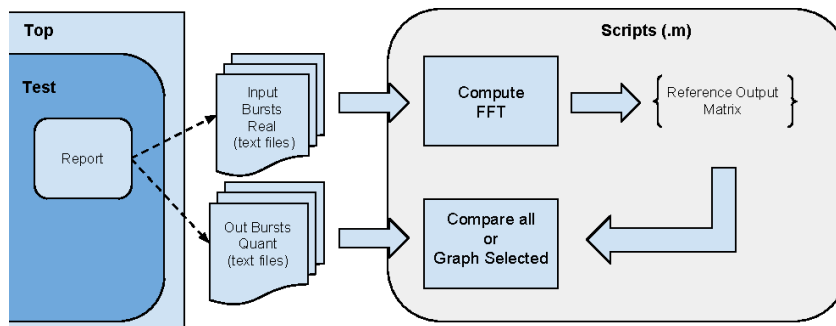 Top
Test
Report
Input
Bursts
Real
(text files)
Out Bursts
Quant
(text files)
Scripts (.m)
Compute
FFT
{ Reference Output
Matrix }
Compare all
or
Graph Selected